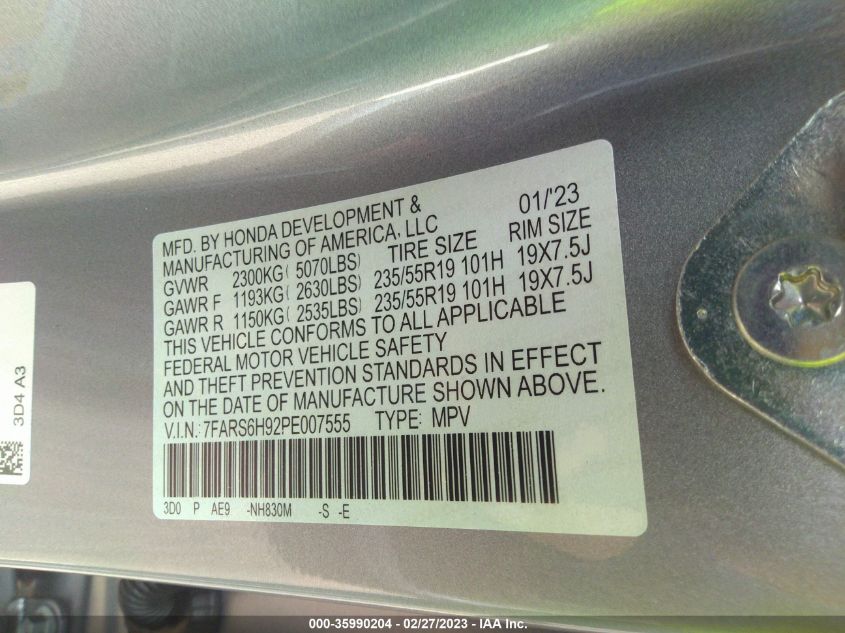 MFD. BY HONDA DEVELOPMENT & 01/'23
MANUFACTURING OF AMERICA, LLC
TIRE SIZE RIM SIZE
GVWR 2300KG( 5070LBS)
GAWR F 1193KG( 2630LBS) 235/55R19 101H 19X7.5J
GAWR R 1150KG( 2535LBS) 235/55R19 101H 19X7.5J
THIS VEHICLE CONFORMS TO ALL APPLICABLE
FEDERAL MOTOR VEHICLE SAFETY
AND THEFT PREVENTION STANDARDS IN EFFECT
ON THE DATE OF MANUFACTURE SHOWN ABOVE.
V.I.N.: 7FARS6H92PE007555 TYPE: MPV
3D0 P AE9 -NH830M -S -E
3D4 A3
000-35990204 - 02/27/2023 - IAA Inc.